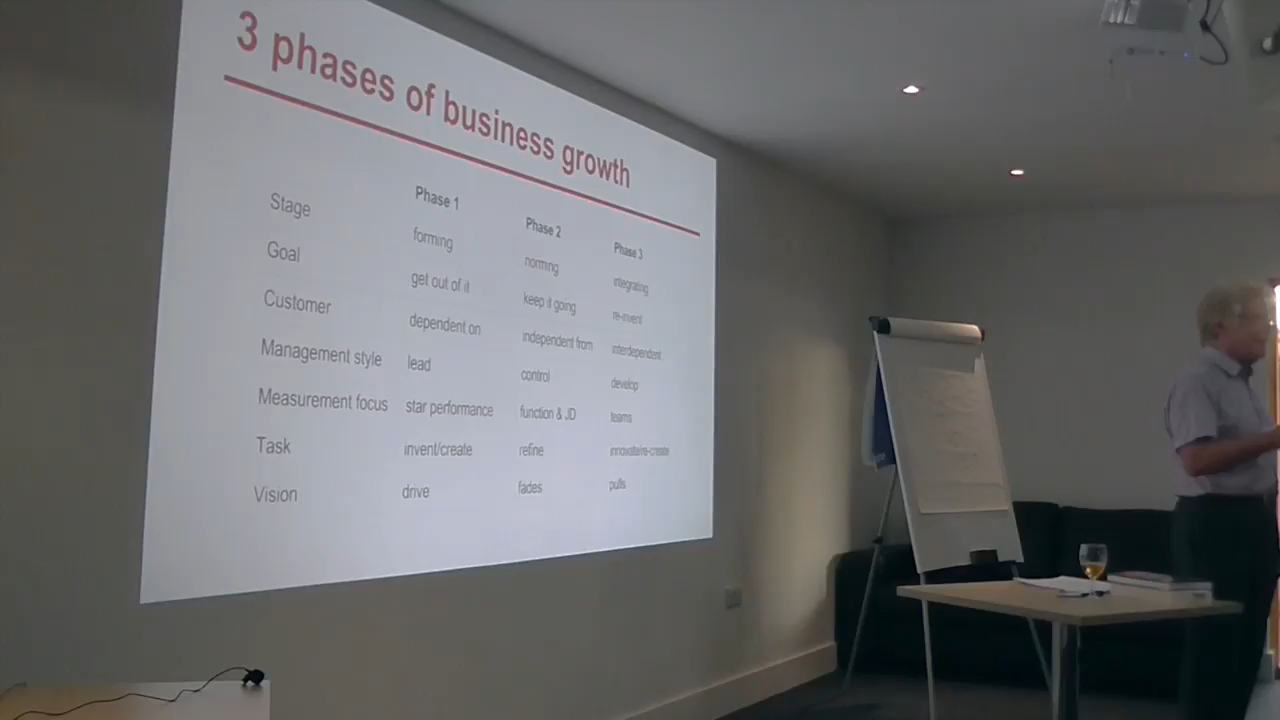 3 phases of business growth
Stage Phase 1 Phase 2 Phase 3
Goal forming norming integrating
Customer get out of it keep it going re-invent
Management style dependent on independent from interdependent
Measurement focus lead control develop
Task star performance function & JD teams
Vision invent/create refine innovate/re-create
drive fades pulls